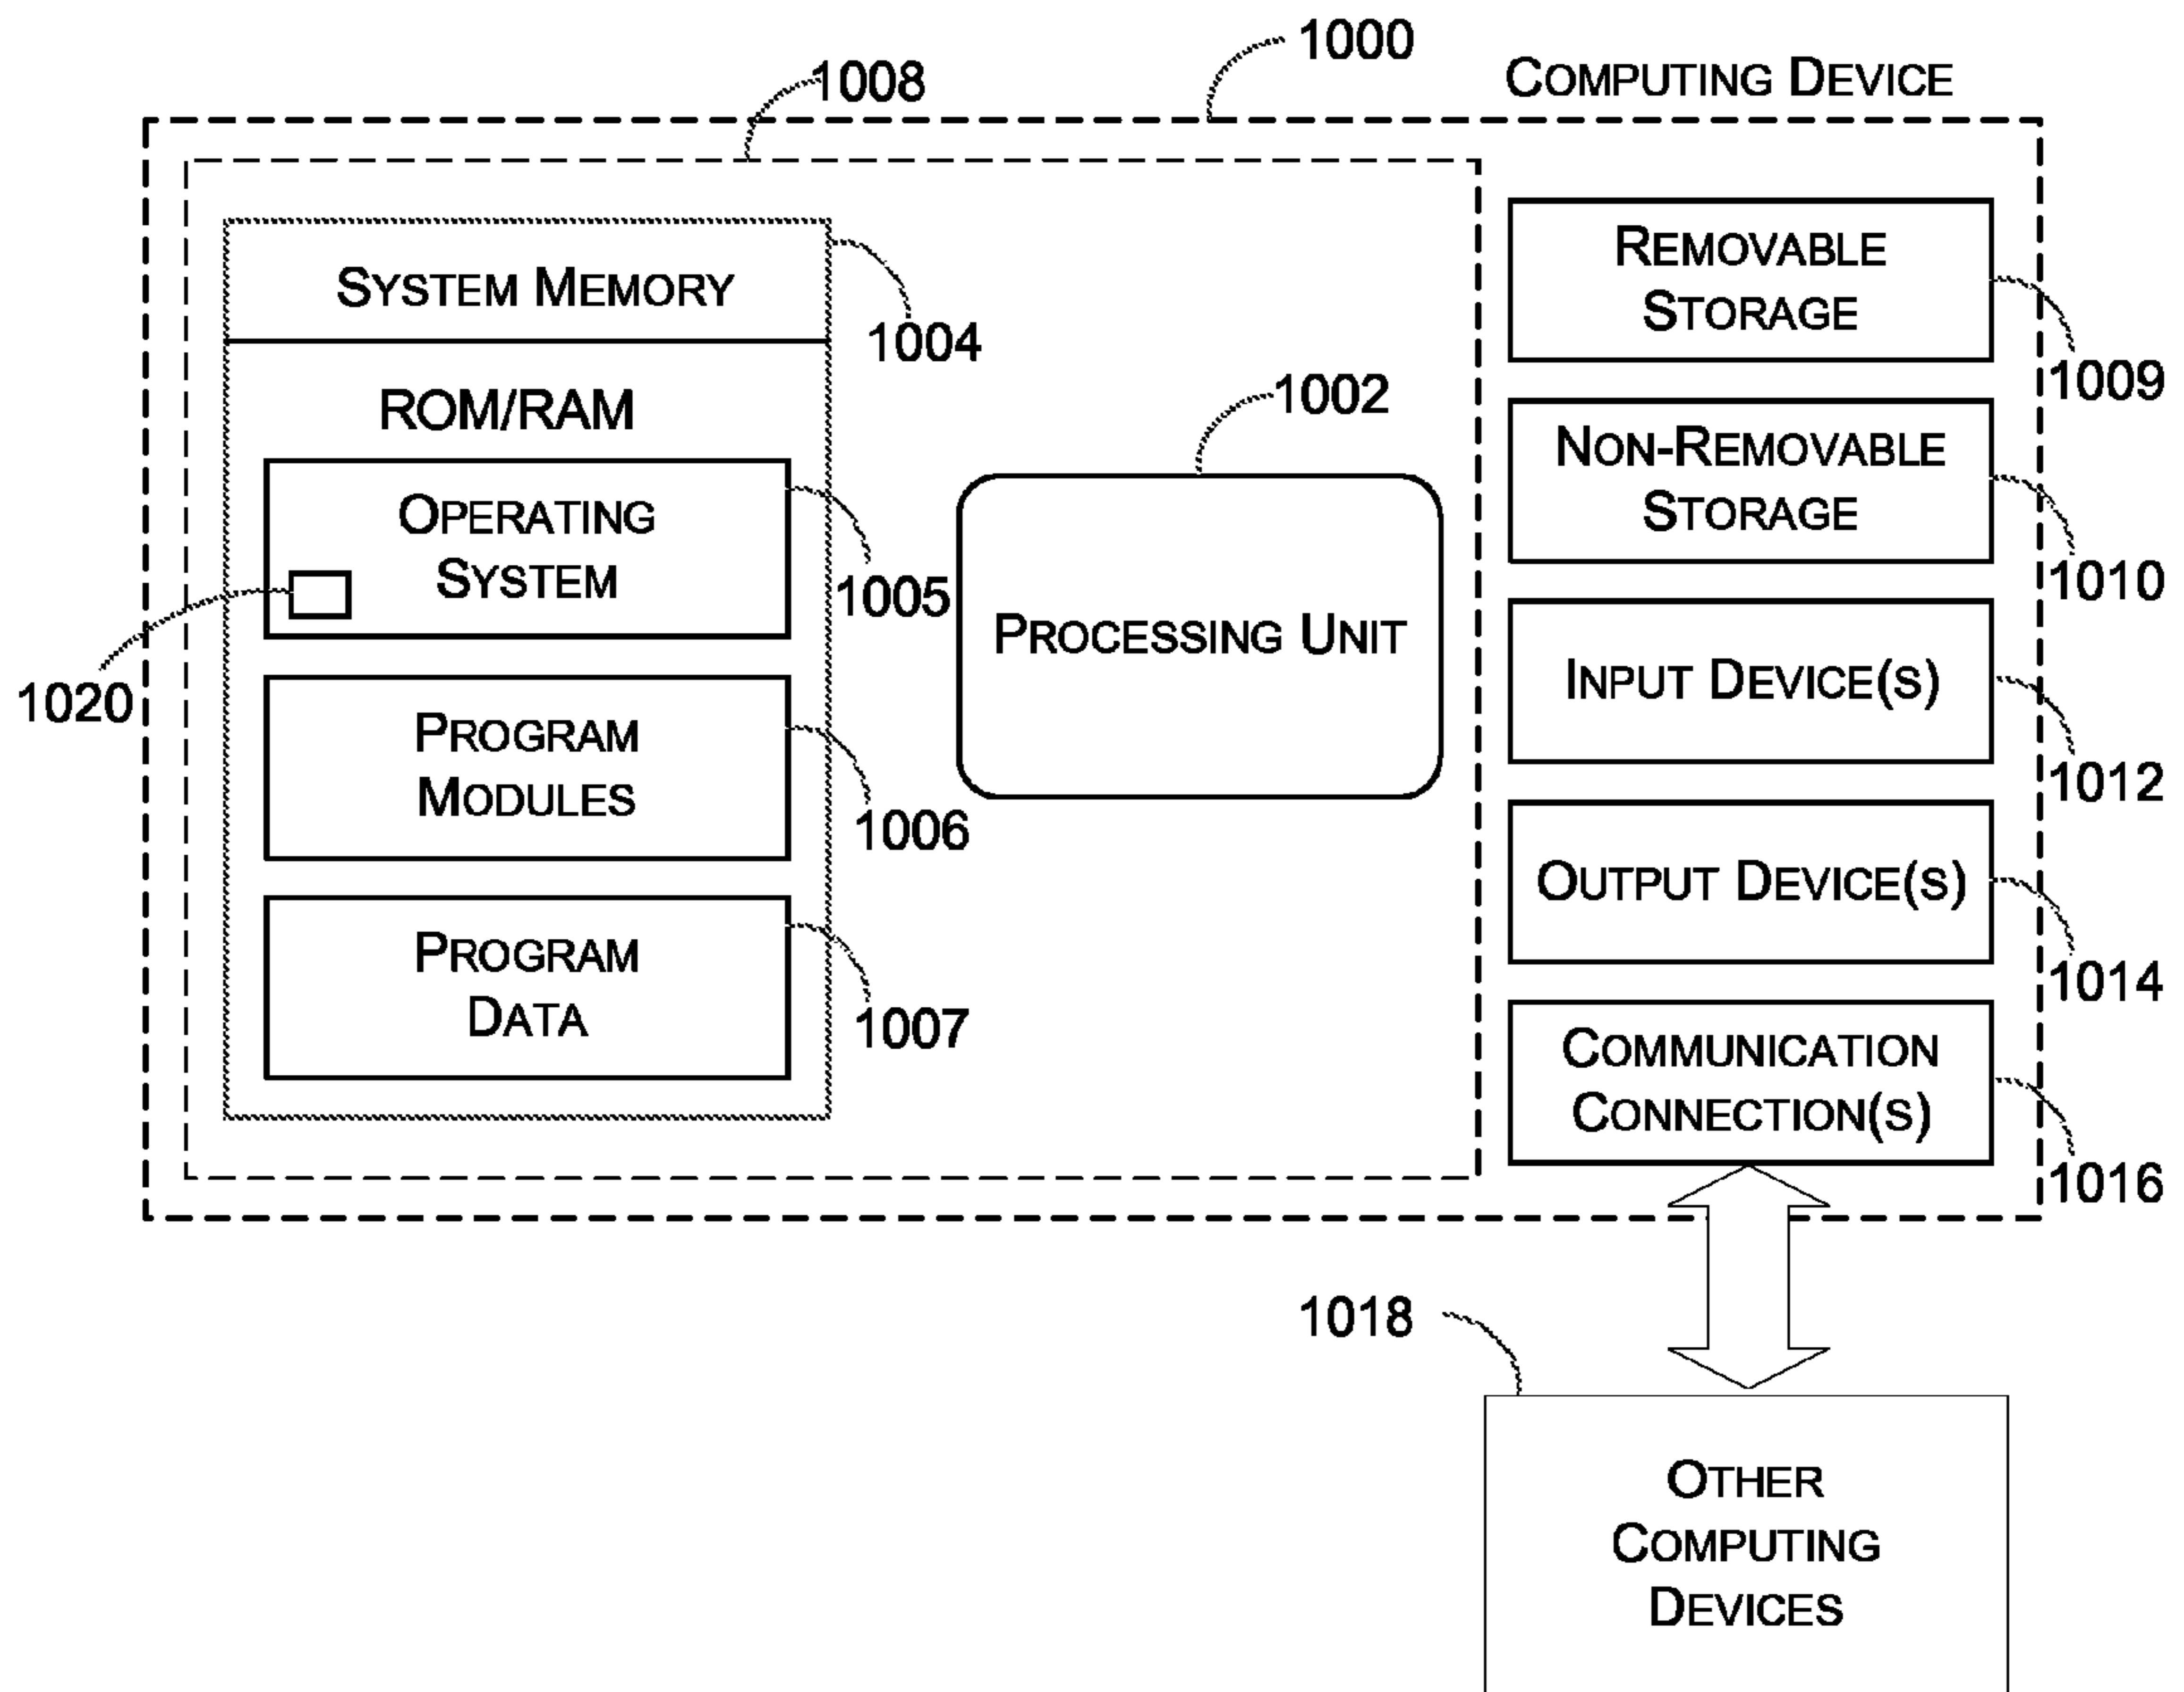 1000
COMPUTING DEVICE
1008
SYSTEM MEMORY
1004
ROM/RAM
OPERATING
SYSTEM
1005
1020
PROGRAM
MODULES
1006
PROGRAM
DATA
1007
1002
PROCESSING UNIT
REMOVABLE
STORAGE
1009
NON-REMOVABLE
STORAGE
1010
INPUT DEVICE(S)
1012
OUTPUT DEVICE(S)
1014
COMMUNICATION
CONNECTION(S)
1016
1018
OTHER
COMPUTING
DEVICES